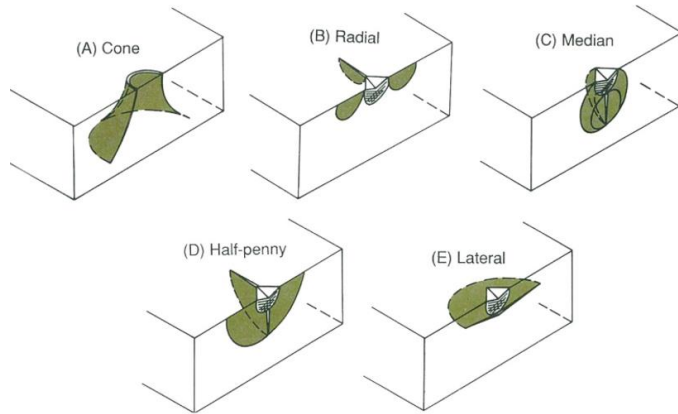 (A) Cone
(B) Radial
(C) Median
(D) Half-penny
(E) Lateral